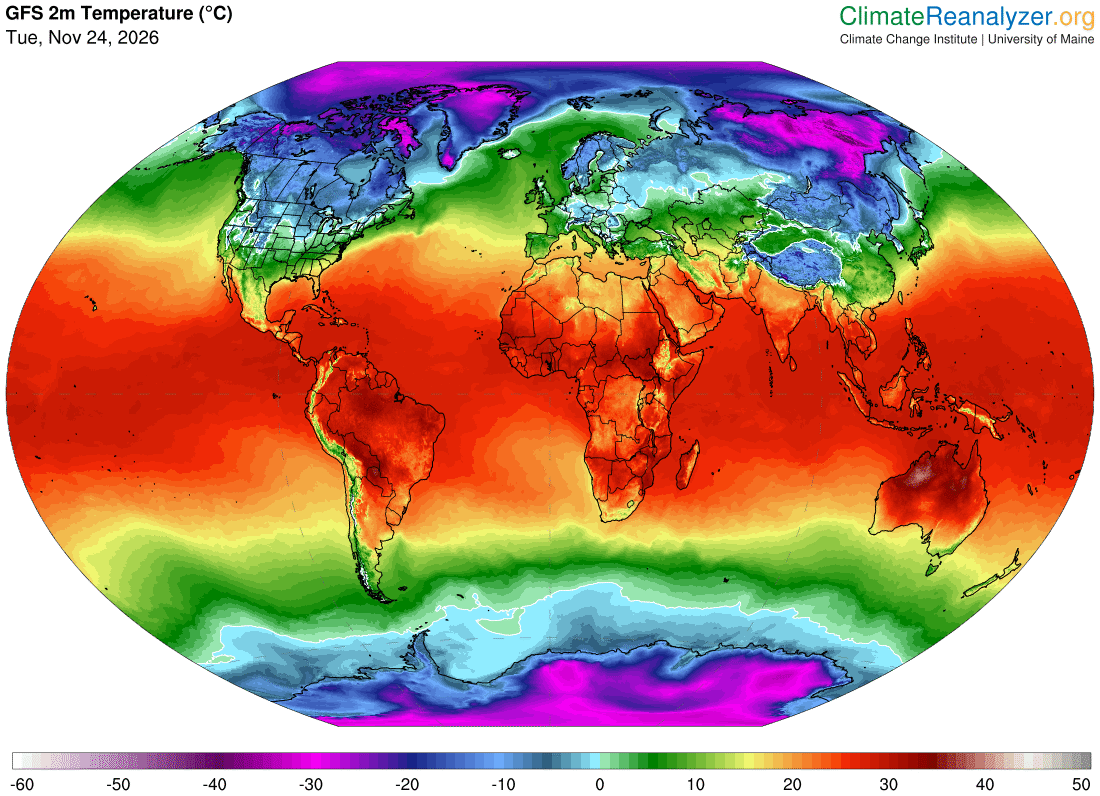 GFS 2m Temperature (°C)
Tue, Nov 24, 2026
ClimateReanalyzer.org
Climate Change Institute | University of Maine
-60 -50 -40 -30 -20 -10 0 10 20 30 40 50